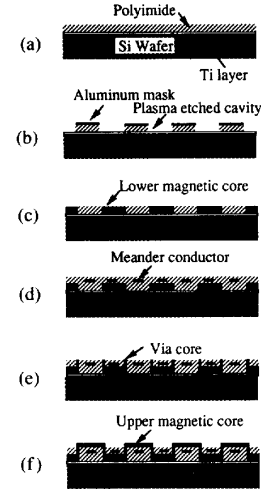 Polyimide
(a)
Si Wafer
Ti layer
Aluminum mask
Plasma etched cavity
(b)
Lower magnetic core
(c)
Meander conductor
(d)
Via core
(e)
Upper magnetic core
(f)